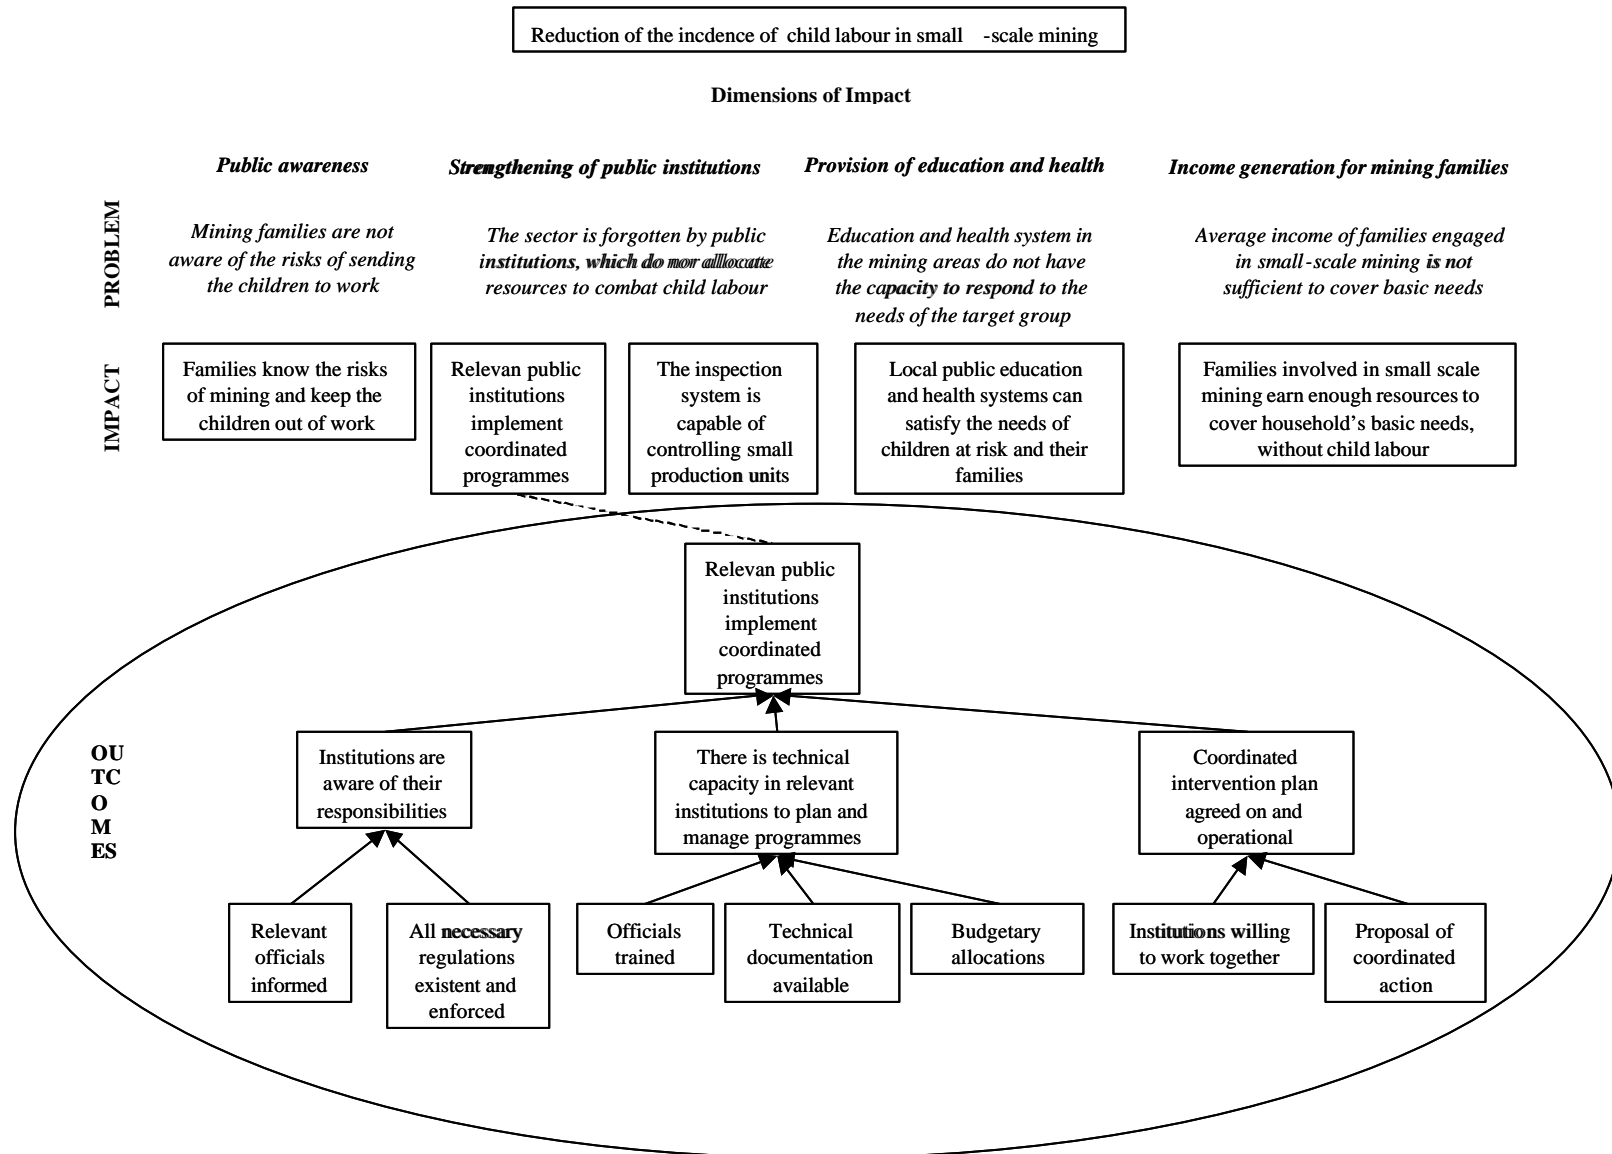 Reduction of the incdence of child labour in small -scale mining
Dimensions of Impact
Public awareness
Strengthening of public institutions
Provision of education and health
Income generation for mining families
PROBLEM
Mining families are not
aware of the risks of sending
the children to work
The sector is forgotten by public
institutions, which do nor alllocate
resources to combat child labour
Education and health system in
the mining areas do not have
the capacity to respond to the
needs of the target group
Average income of families engaged
in small-scale mining is not
sufficient to cover basic needs
IMPACT
Families know the risks
of mining and keep the
children out of work
Relevan public
institutions
implement
coordinated
programmes
The inspection
system is
capable of
controlling small
production units
Local public education
and health systems can
satisfy the needs of
children at risk and their
families
Families involved in small scale
mining earn enough resources to
cover household's basic needs,
without child labour
Relevan public
institutions
implement
coordinated
programmes
OU
TC
O
M
ES
Institutions are
aware of their
responsibilities
There is technical
capacity in relevant
institutions to plan and
manage programmes
Coordinated
intervention plan
agreed on and
operational
Relevant
officials
informed
All necessary
regulations
existent and
enforced
Officials
trained
Technical
documentation
available
Budgetary
allocations
Institutions willing
to work together
Proposal of
coordinated
action